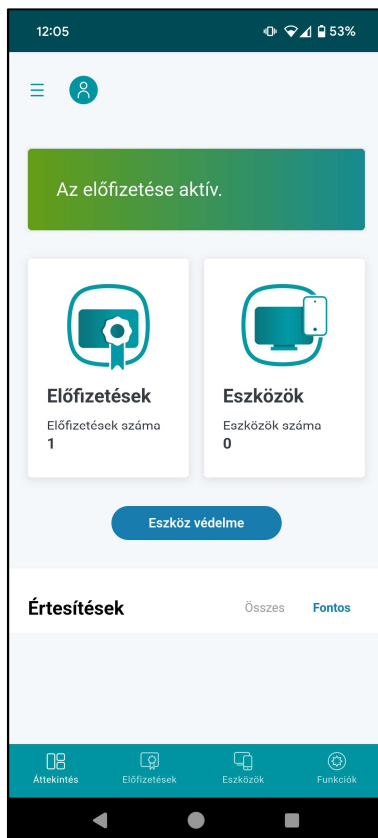 12:05 53%
Az előfizetése aktív.
Előfizetések
Előfizetések száma
1
Eszközök
Eszközök száma
0
Eszköz védelme
Értesítések Összes Fontos
Áttekintés Előfizetések Eszközök Funkciók